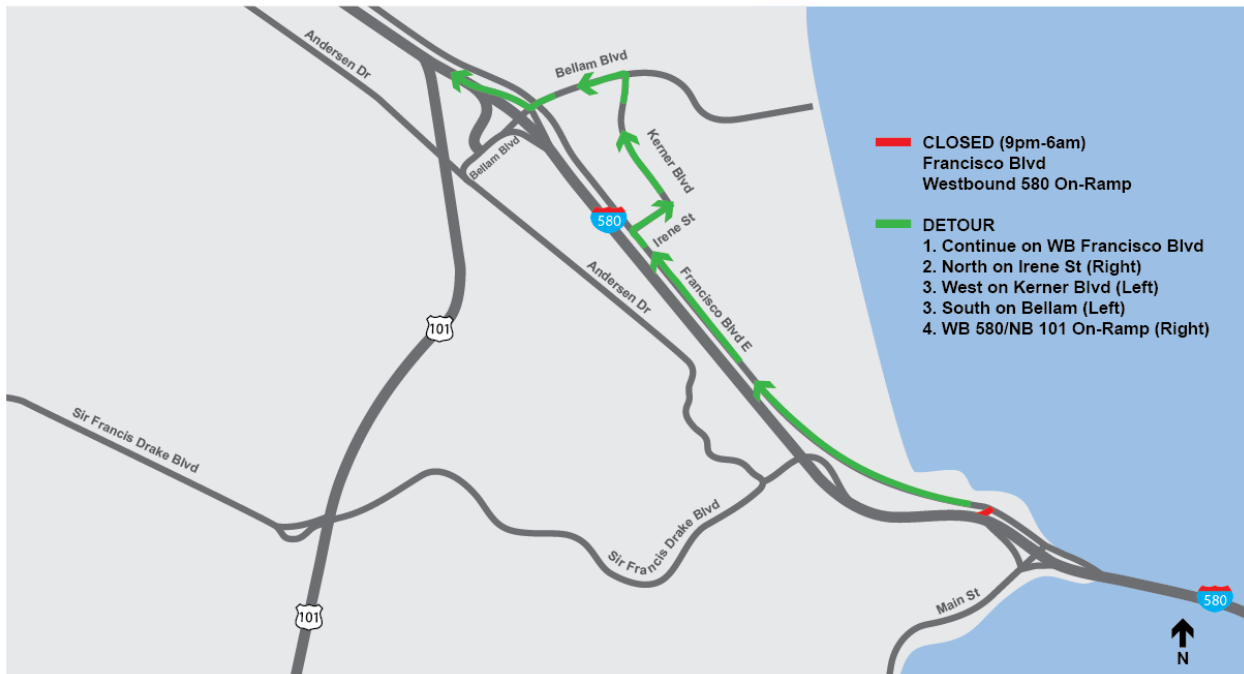 Andersen Dr
Bellam Blvd
Bellam Blvd
Kerner Blvd
580
Irene St
Andersen Dr
Francisco Blvd E
101
Sir Francis Drake Blvd
Sir Francis Drake Blvd
101
Main St
580
N
CLOSED (9pm-6am)
Francisco Blvd
Westbound 580 On-Ramp
DETOUR
1. Continue on WB Francisco Blvd
2. North on Irene St (Right)
3. West on Kerner Blvd (Left)
3. South on Bellam (Left)
4. WB 580/NB 101 On-Ramp (Right)